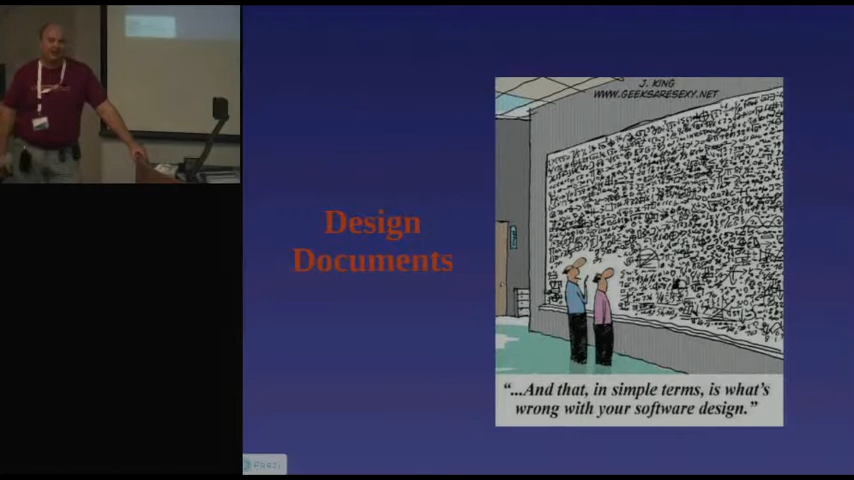 Design
Documents
J. KING
WWW.GEEKSARESEXY.NET
"...And that, in simple terms, is what's
wrong with your software design."
Prezi